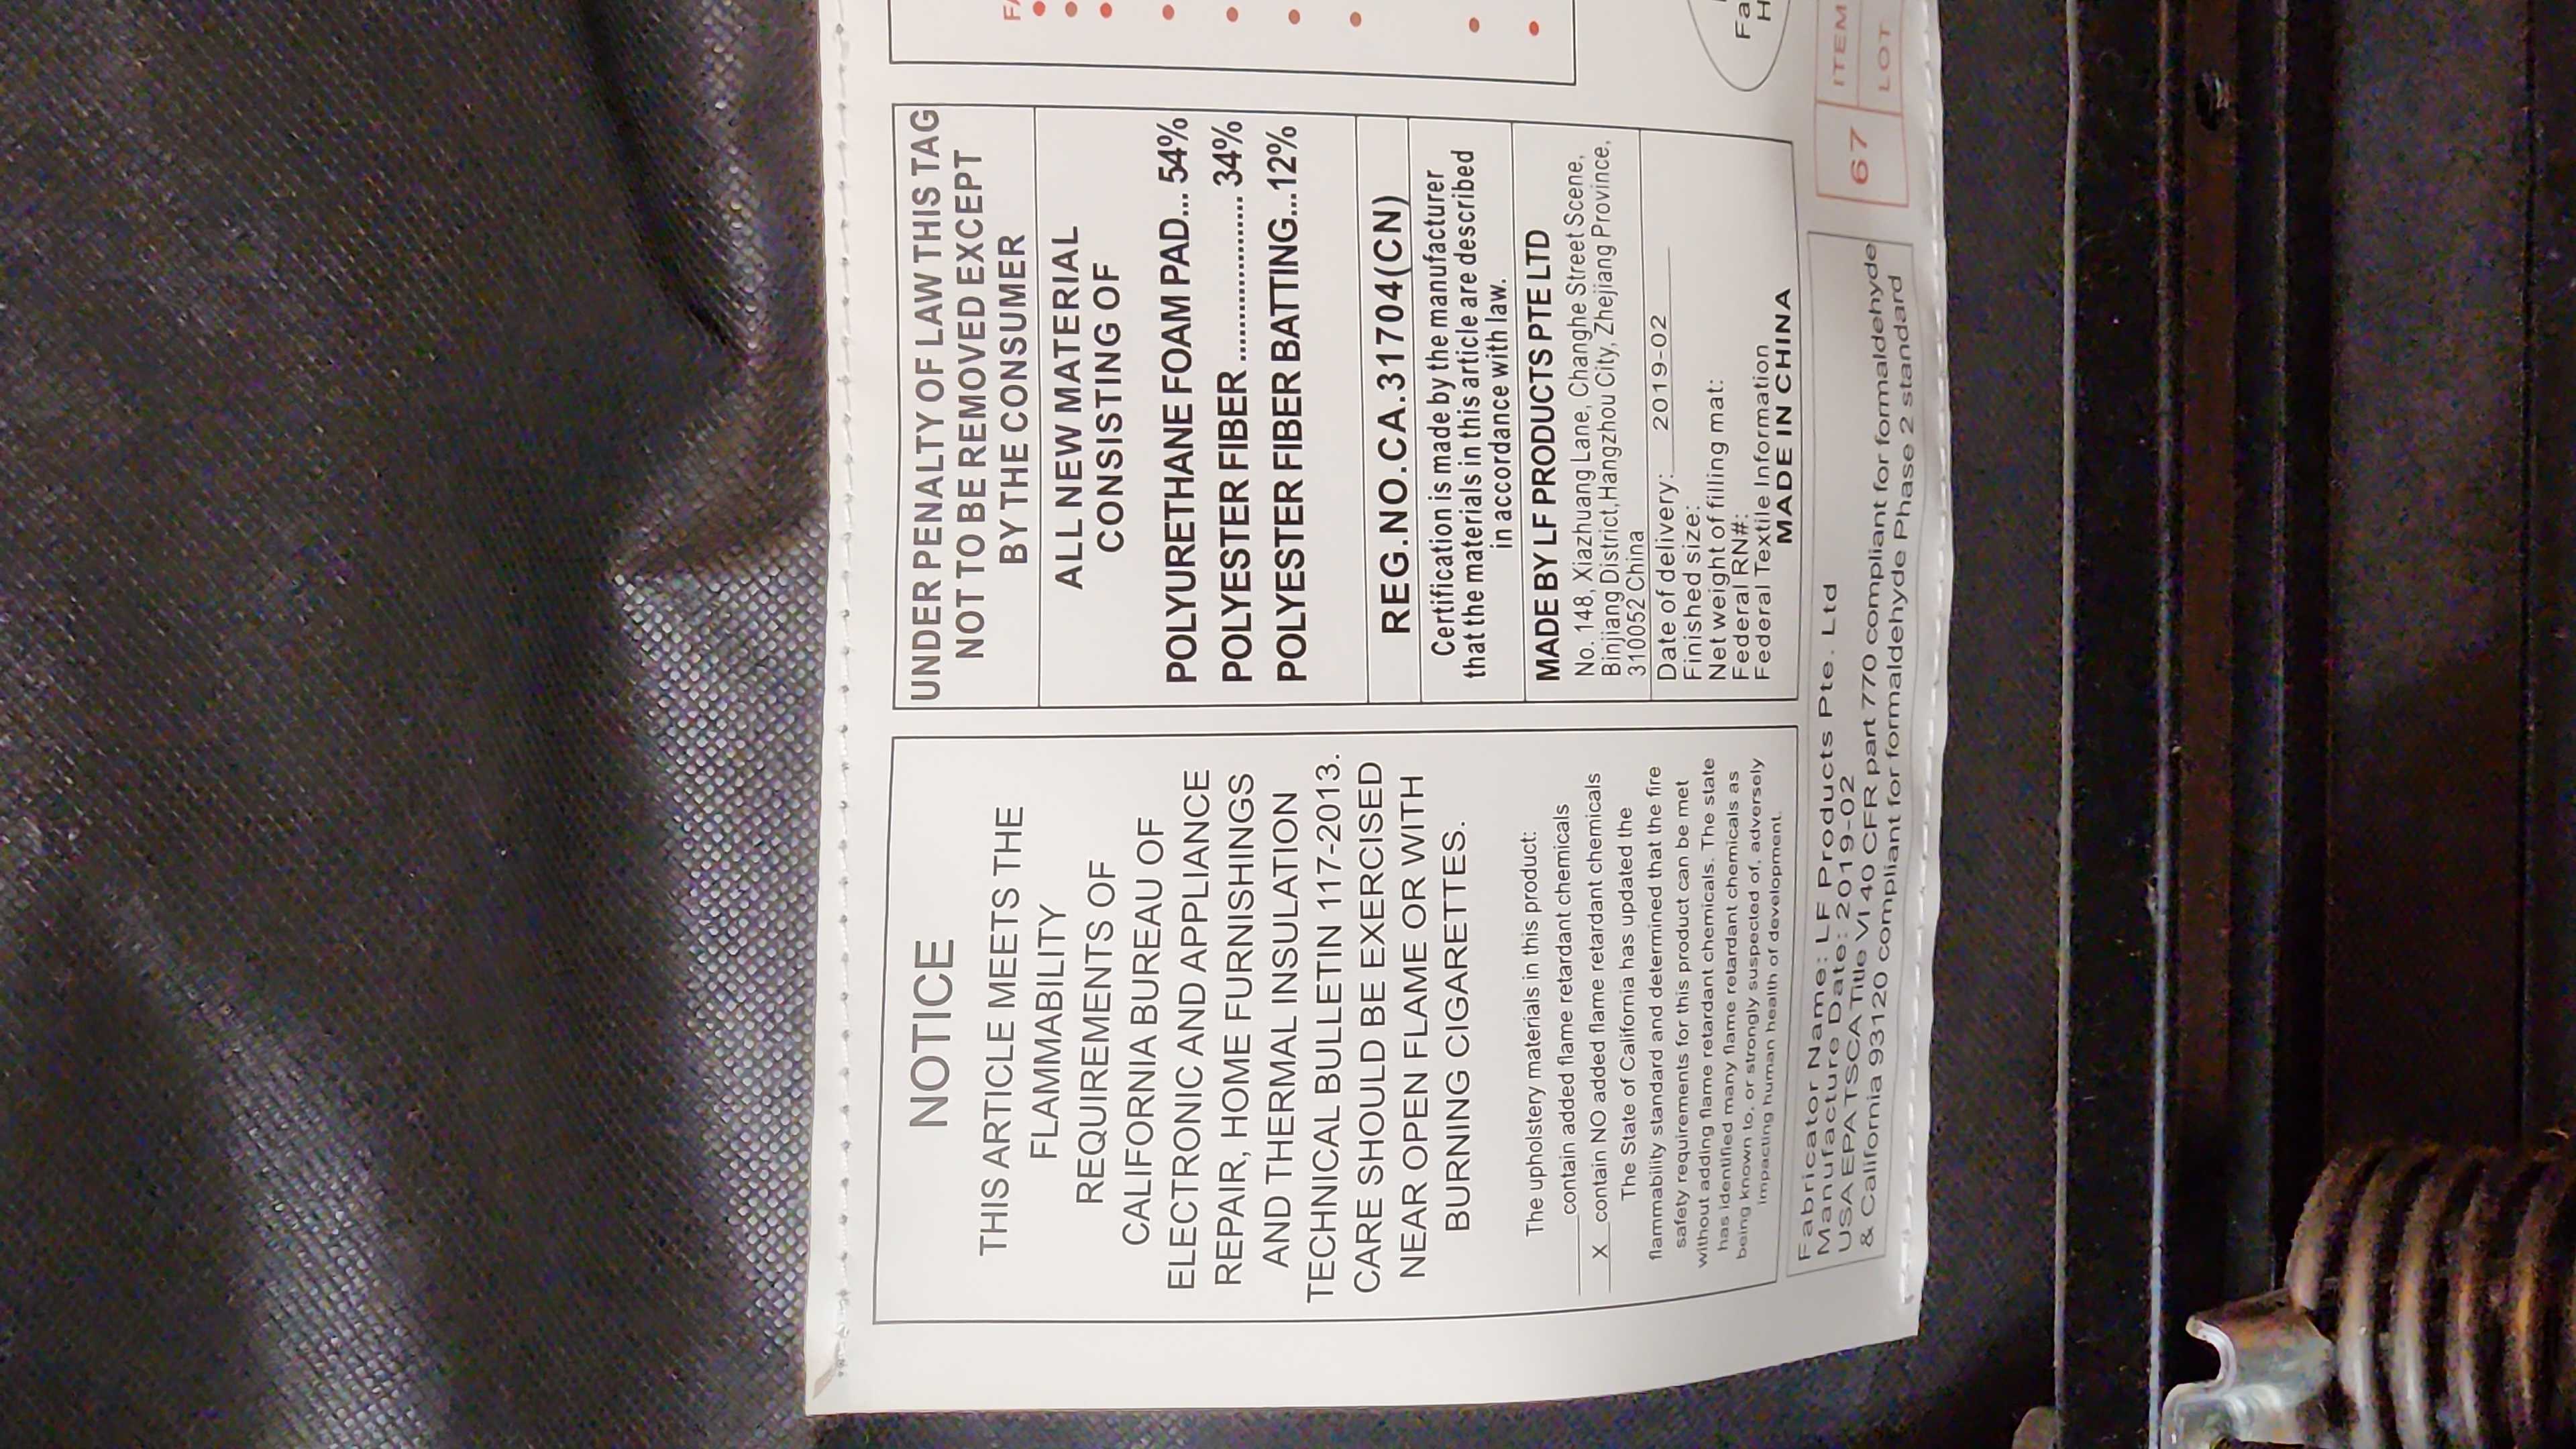 NOTICE
THIS ARTICLE MEETS THE
FLAMMABILITY
REQUIREMENTS OF
CALIFORNIA BUREAU OF
ELECTRONIC AND APPLIANCE
REPAIR, HOME FURNISHINGS
AND THERMAL INSULATION
TECHNICAL BULLETIN 117-2013.
CARE SHOULD BE EXERCISED
NEAR OPEN FLAME OR WITH
BURNING CIGARETTES.
The upholstery materials in this product:
____contain added flame retardant chemicals
__X__contain NO added flame retardant chemicals
The State of California has updated the
flammability standard and determined that the fire
safety requirements for this product can be met
without adding flame retardant chemicals. The state
has identified many flame retardant chemicals as
being known to, or strongly suspected of, adversely
impacting human health of development.
UNDER PENALTY OF LAW THIS TAG
NOT TO BE REMOVED EXCEPT
BY THE CONSUMER
ALL NEW MATERIAL
CONSISTING OF
POLYURETHANE FOAM PAD... 54%
POLYESTER FIBER.................. 34%
POLYESTER FIBER BATTING...12%
REG.NO.CA.31704(CN)
Certification is made by the manufacturer
that the materials in this article are described
in accordance with law.
MADE BY LF PRODUCTS PTE LTD
No. 148, Xiazhuang Lane, Changhe Street Scene,
Binjiang District,Hangzhou City, Zhejiang Province,
310052 China
Date of delivery: 2019-02
Finished size:
Net weight of filling mat:
Federal RN#:
Federal Textile Information
MADE IN CHINA
Fabricator Name: LF Products Pte. Ltd
Manufacture Date: 2019-02
USA EPA TSCA Title VI 40 CFR part 770 compliant for formaldehyde
& California 93120 compliant for formaldehyde Phase 2 standard
67
ITEM
LOT